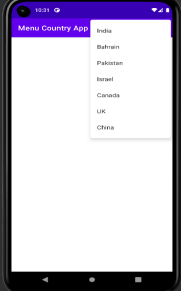 10:31
Menu Country App
India
Bahrain
Pakistan
Israel
Canada
UK
China